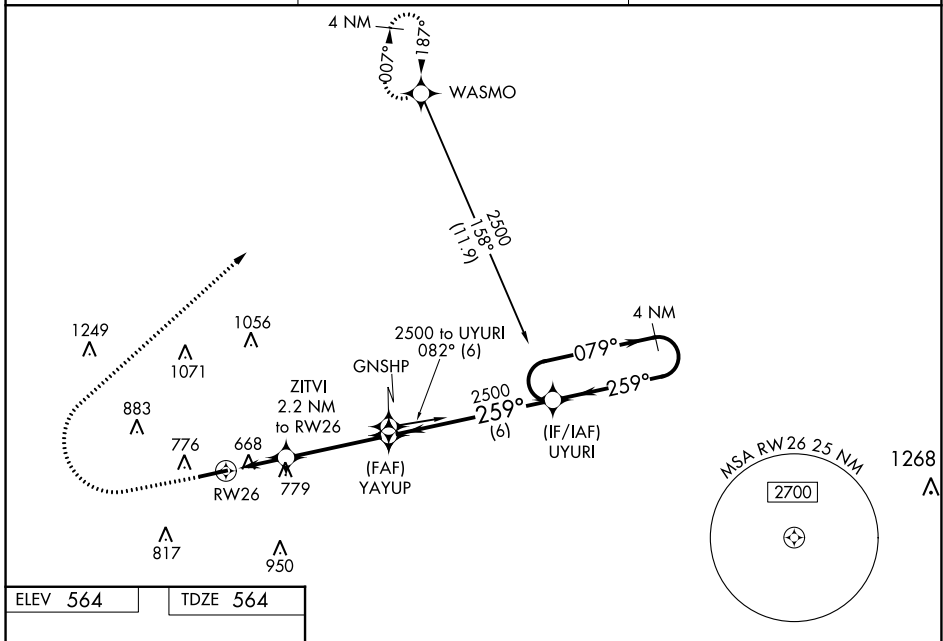 4 NM
007°
187°
WASMO
2500
158°
(11.9)
4 NM
079°
259°
1249
1071
1056
2500 to UYURI
082° (6)
GNSHP
ZITVI
2.2 NM
to RW26
2500
259°
(6)
(IF/IAF)
UYURI
883
776
668
779
RW26
(FAF)
YAYUP
817
950
MSA RW26 25 NM
2700
1268
ELEV 564
TDZE 564